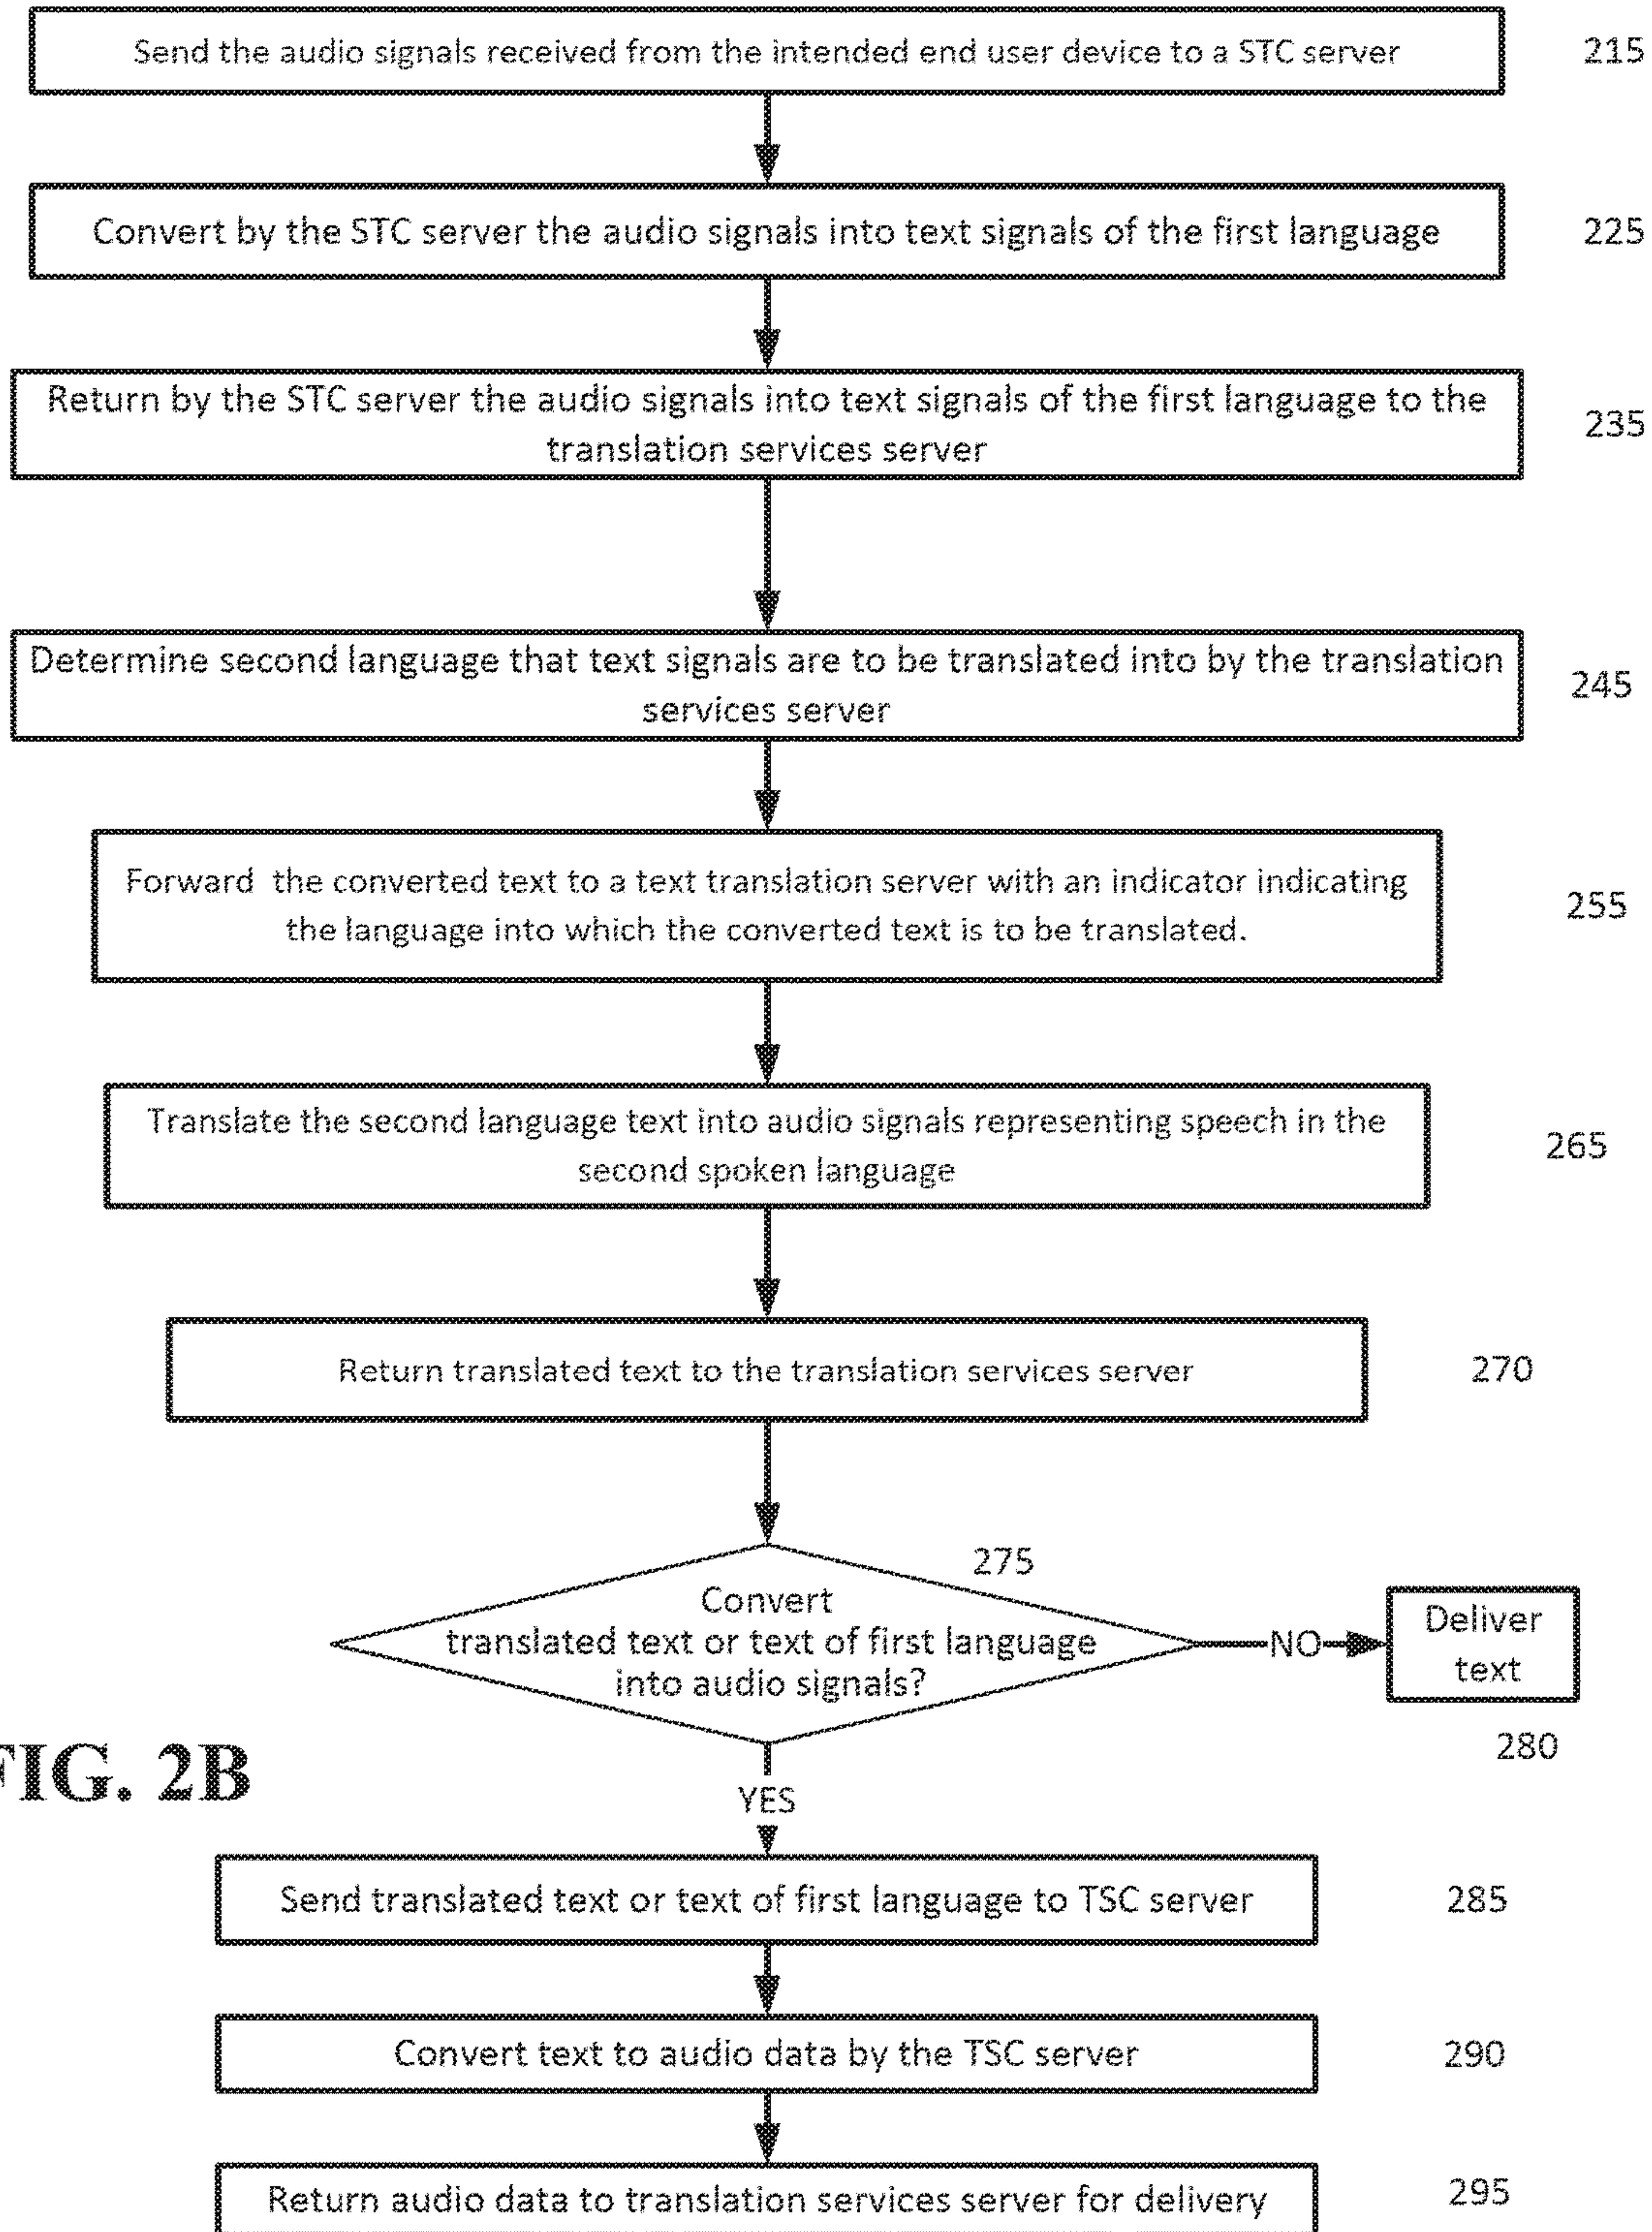 Send the audio signals received from the intended end user device to a STC server
215
Convert by the STC server the audio signals into text signals of the first language
225
Return by the STC server the audio signals into text signals of the first language to the
translation services server
235
Determine second language that text signals are to be translated into by the translation
services server
245
Forward the converted text to a text translation server with an indicator indicating
the language into which the converted text is to be translated.
255
Translate the second language text into audio signals representing speech in the
second spoken language
265
Return translated text to the translation services server
270
275
Convert
translated text or text of first language
into audio signals?
NO
Deliver
text
280
FIG. 2B
YES
Send translated text or text of first language to TSC server
285
Convert text to audio data by the TSC server
290
Return audio data to translation services server for delivery
295